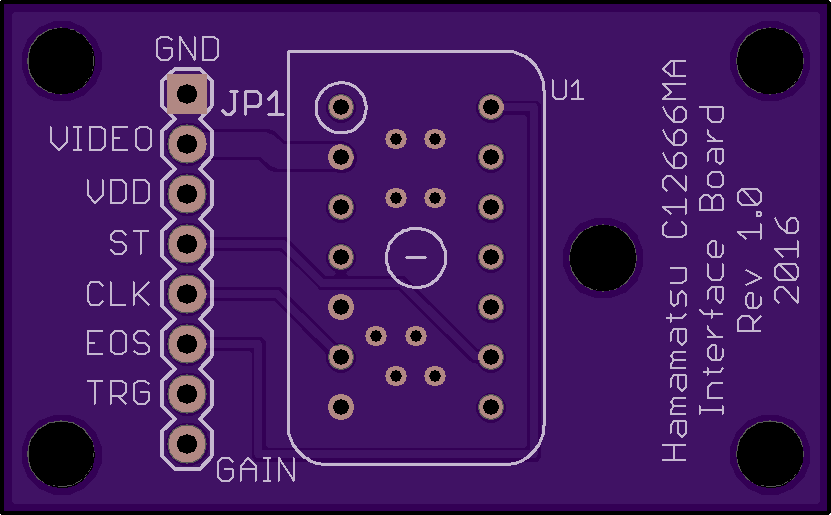 GND
JP1
VIDEO
VDD
ST
CLK
EOS
TRG
GAIN
U1
Hamamatsu C12666MA
Interface Board
Rev 1.0
2016